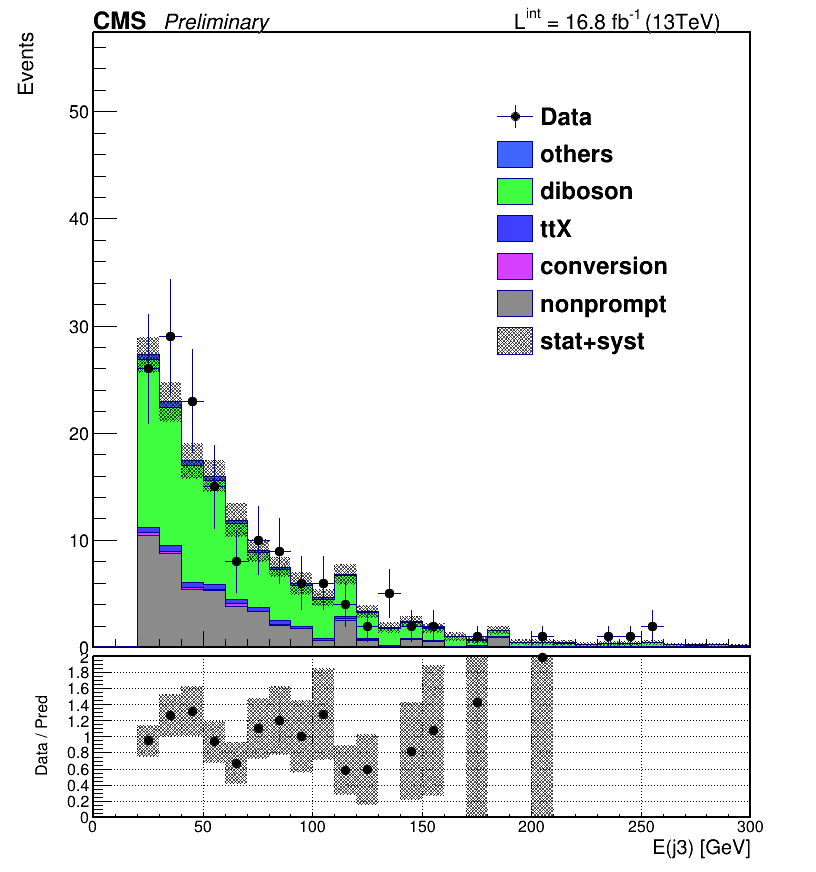 CMS Preliminary L^int = 16.8 fb^-1 (13TeV)
Events
50
40
30
20
10
0
Data
others
diboson
ttX
conversion
nonprompt
stat+syst
Data / Pred
2
1.8
1.6
1.4
1.2
1
0.8
0.6
0.4
0.2
0
0 50 100 150 200 250 300
E(j3) [GeV]